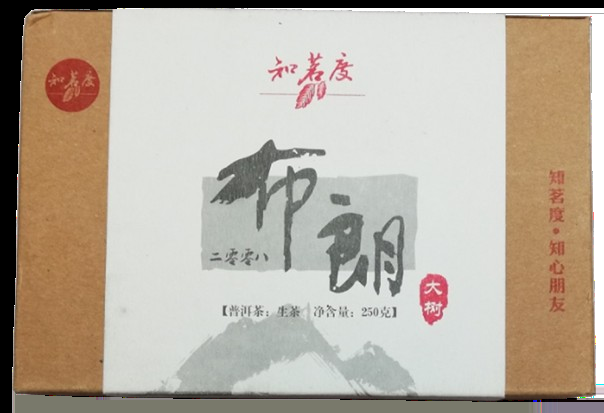 知茗度
知茗度
布朗
二零零八
大树
【普洱茶：生茶 净含量：250克】
知茗度·知心朋友